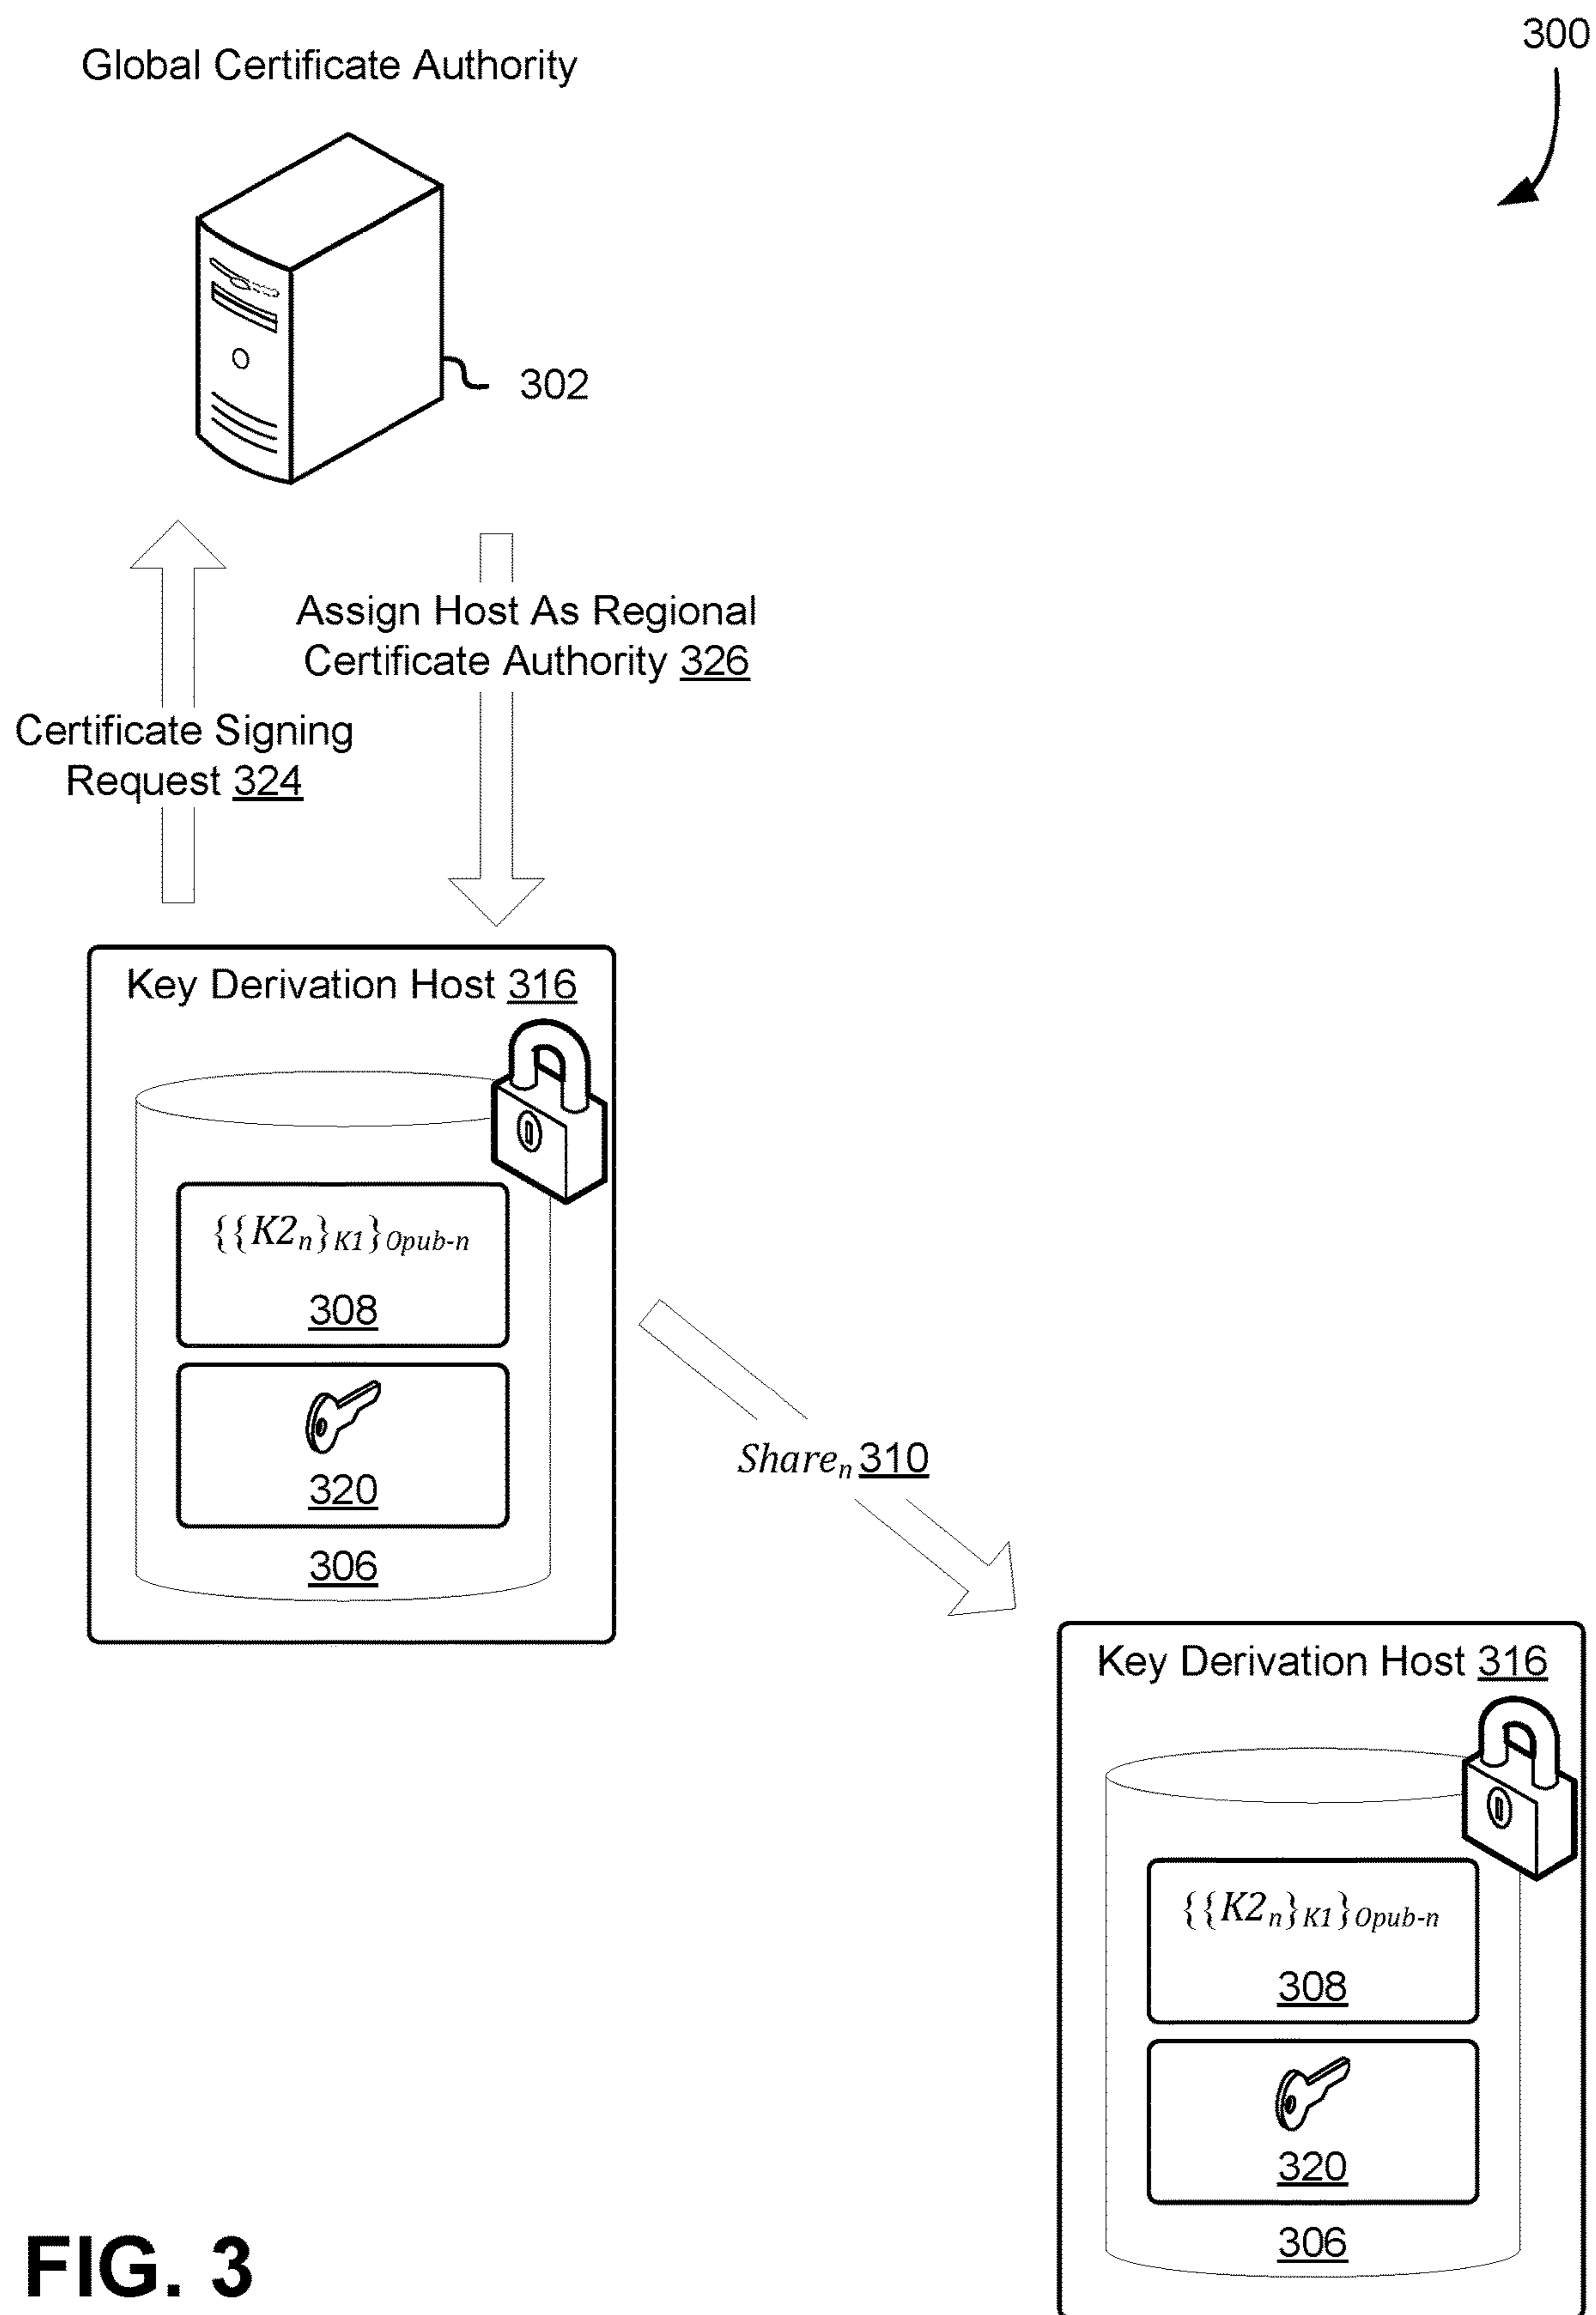 300
Global Certificate Authority
302
Assign Host As Regional
Certificate Authority 326
Certificate Signing
Request 324
Key Derivation Host 316
{{K2n}K1}Opub-n
308
320
306
Sharen 310
Key Derivation Host 316
{{K2n}K1}Opub-n
308
320
306
FIG. 3